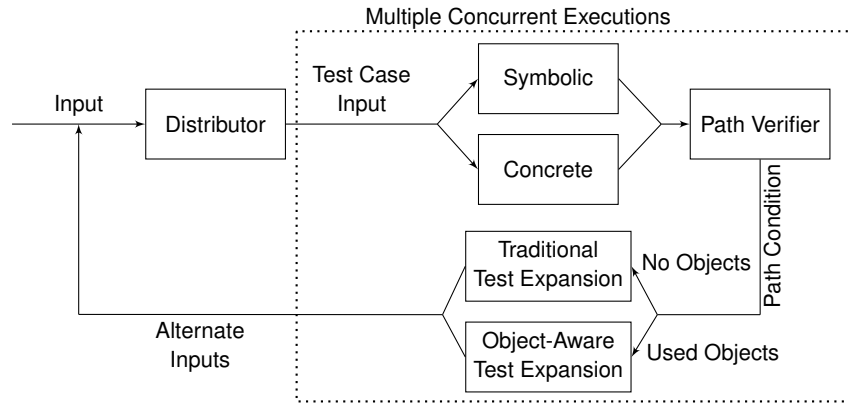 Multiple Concurrent Executions
Input
Distributor
Test Case
Input
Symbolic
Concrete
Path Verifier
Path Condition
Traditional
Test Expansion
No Objects
Object-Aware
Test Expansion
Used Objects
Alternate
Inputs